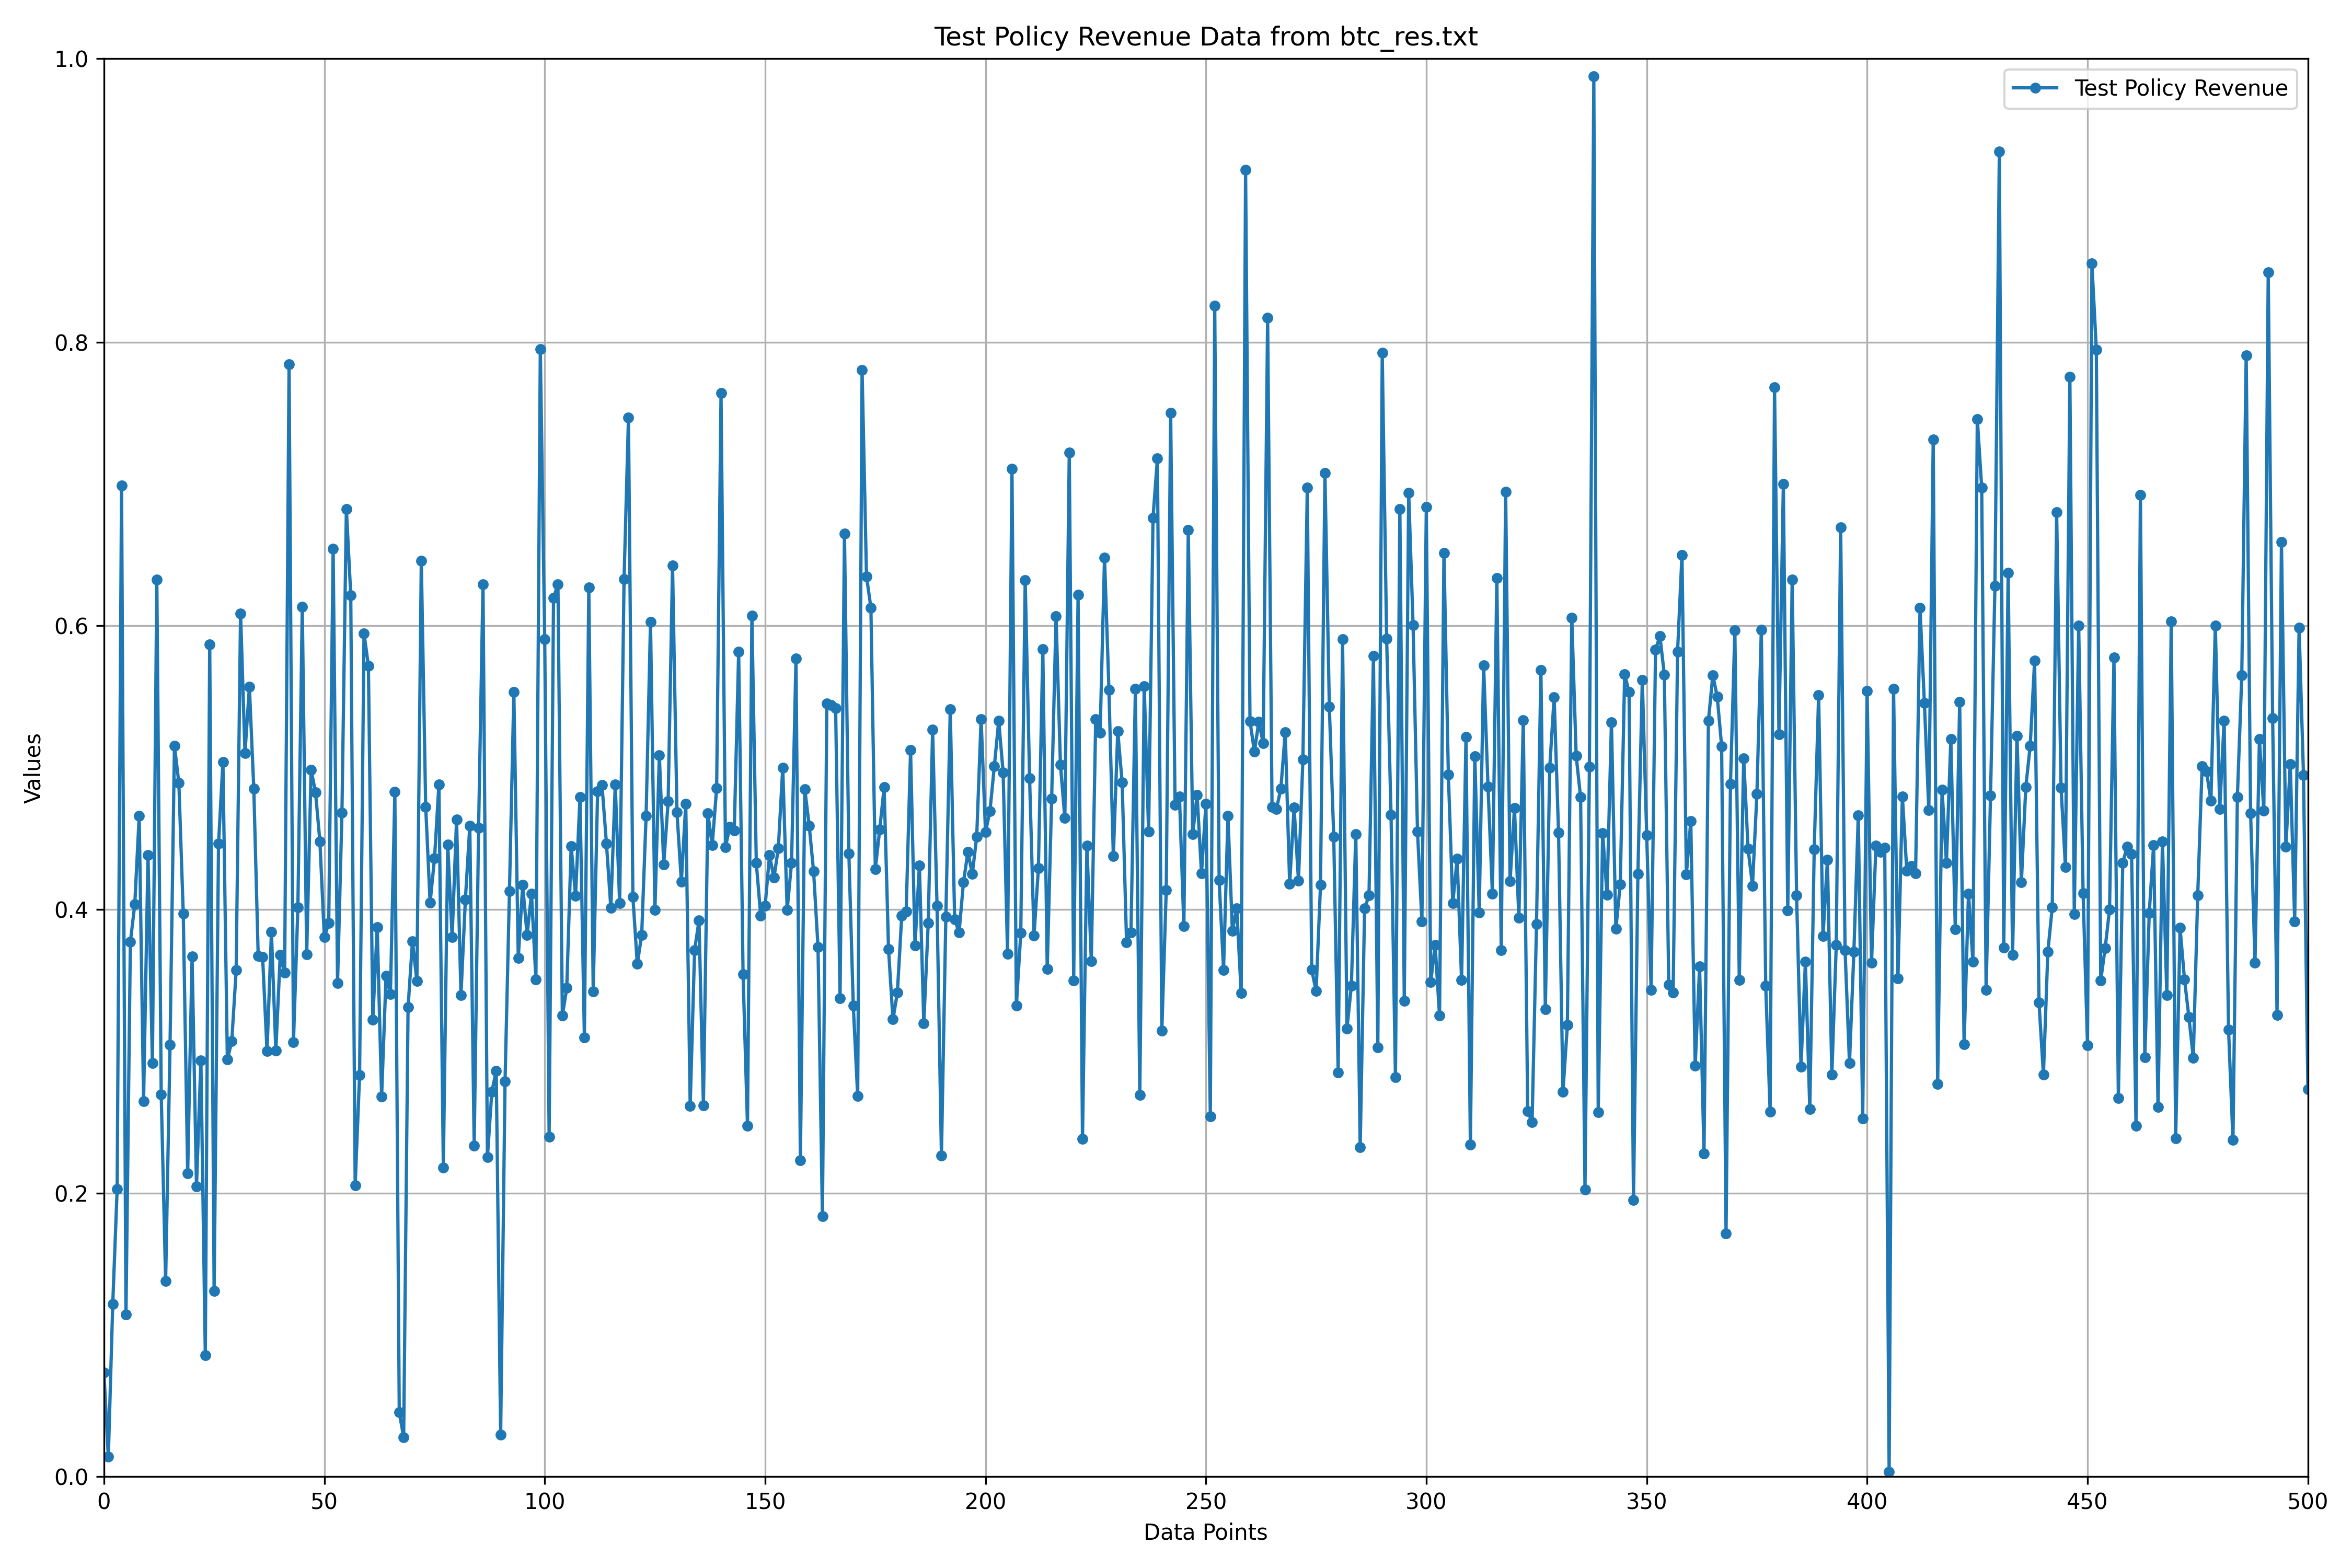 Test Policy Revenue Data from btc_res.txt
Test Policy Revenue
Values
1.0
0.8
0.6
0.4
0.2
0.0
0 50 100 150 200 250 300 350 400 450 500
Data Points